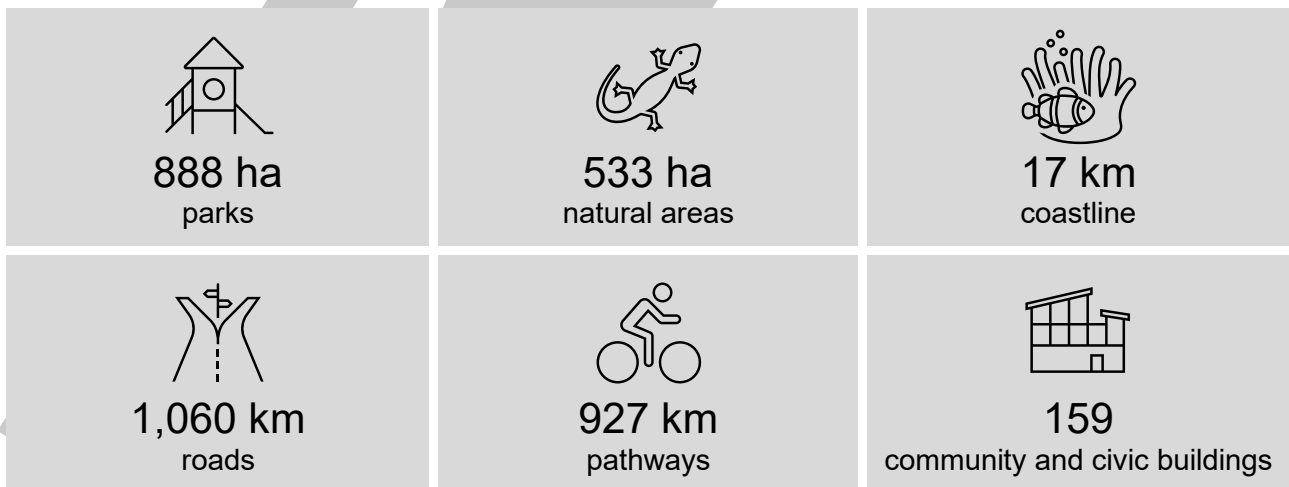 888 ha
parks
533 ha
natural areas
17 km
coastline
1,060 km
roads
927 km
pathways
159
community and civic buildings